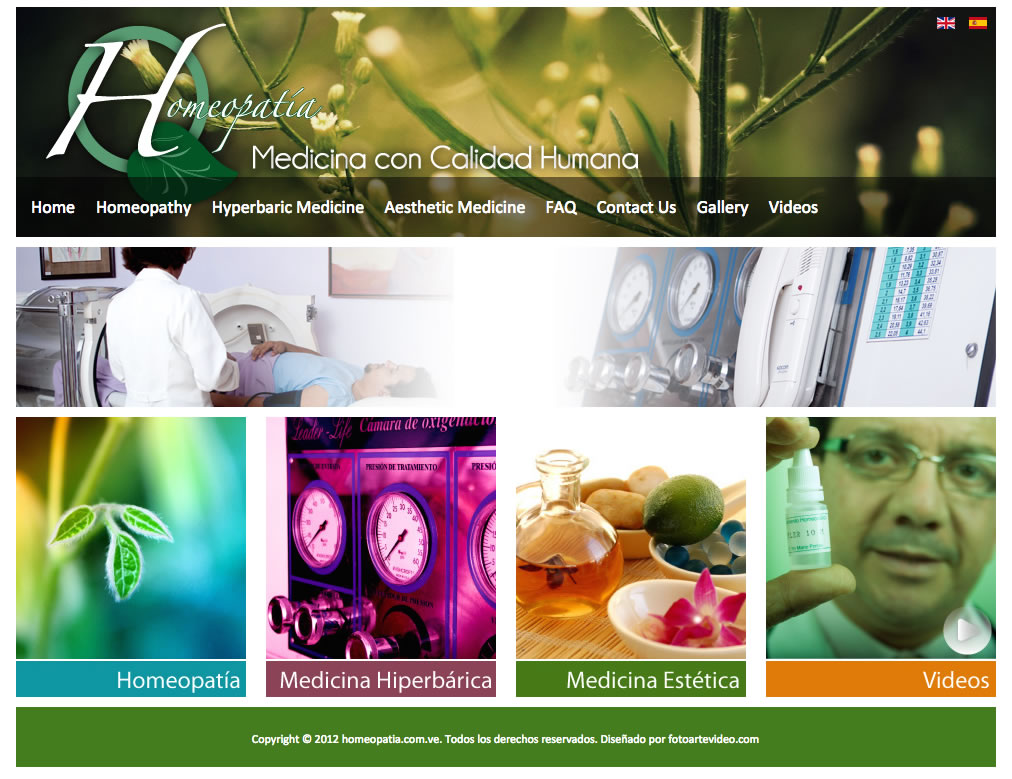 Homeopatía
Medicina con Calidad Humana
Home Homeopathy Hyperbaric Medicine Aesthetic Medicine FAQ Contact Us Gallery Videos
Leader-Life Cámara de oxigenació
PRESIÓN DE TRATAMIENTO PRESIÓ
Homeopatía Medicina Hiperbárica Medicina Estética Videos
Copyright © 2012 homeopatia.com.ve. Todos los derechos reservados. Diseñado por fotoartevideo.com